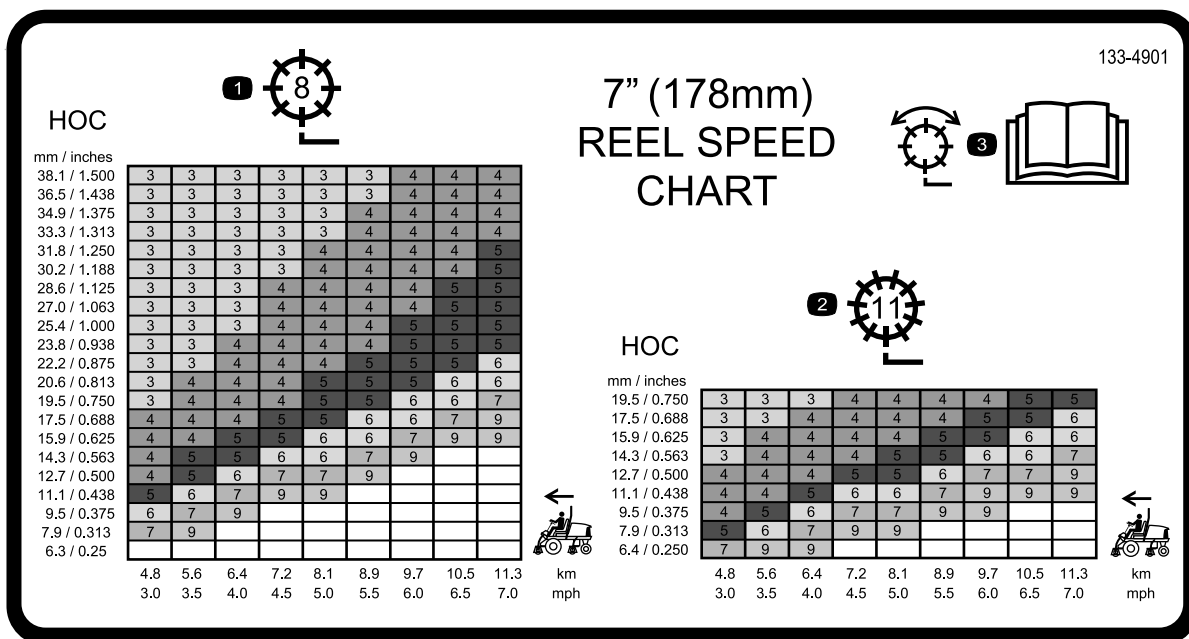 133-4901
7” (178mm)
REEL SPEED
CHART
3
1
8
HOC
mm / inches
38.1 / 1.500 3 3 3 3 3 3 4 4 4
36.5 / 1.438 3 3 3 3 3 3 4 4 4
34.9 / 1.375 3 3 3 3 3 4 4 4 4
33.3 / 1.313 3 3 3 3 3 4 4 4 4
31.8 / 1.250 3 3 3 3 4 4 4 4 5
30.2 / 1.188 3 3 3 3 4 4 4 4 5
28.6 / 1.125 3 3 3 4 4 4 4 5 5
27.0 / 1.063 3 3 3 4 4 4 4 5 5
25.4 / 1.000 3 3 3 4 4 4 5 5 5
23.8 / 0.938 3 3 4 4 4 4 5 5 5
22.2 / 0.875 3 3 4 4 4 5 5 5 6
20.6 / 0.813 3 4 4 4 5 5 5 6 6
19.5 / 0.750 3 4 4 4 5 5 6 6 7
17.5 / 0.688 4 4 4 5 5 6 6 7 9
15.9 / 0.625 4 4 5 5 6 6 7 9 9
14.3 / 0.563 4 5 5 6 6 7 9
12.7 / 0.500 4 5 6 7 7 9
11.1 / 0.438 5 6 7 9 9
9.5 / 0.375 6 7 9
7.9 / 0.313 7 9
6.3 / 0.25
4.8 5.6 6.4 7.2 8.1 8.9 9.7 10.5 11.3 km
3.0 3.5 4.0 4.5 5.0 5.5 6.0 6.5 7.0 mph
2
11
HOC
mm / inches
19.5 / 0.750 3 3 3 4 4 4 4 5 5
17.5 / 0.688 3 3 4 4 4 4 5 5 6
15.9 / 0.625 3 4 4 4 4 5 5 6 6
14.3 / 0.563 3 4 4 4 5 5 6 6 7
12.7 / 0.500 4 4 4 5 5 6 7 7 9
11.1 / 0.438 4 4 5 6 6 7 9 9 9
9.5 / 0.375 4 5 6 7 7 9 9
7.9 / 0.313 5 6 7 9 9
6.4 / 0.250 7 9 9
4.8 5.6 6.4 7.2 8.1 8.9 9.7 10.5 11.3 km
3.0 3.5 4.0 4.5 5.0 5.5 6.0 6.5 7.0 mph